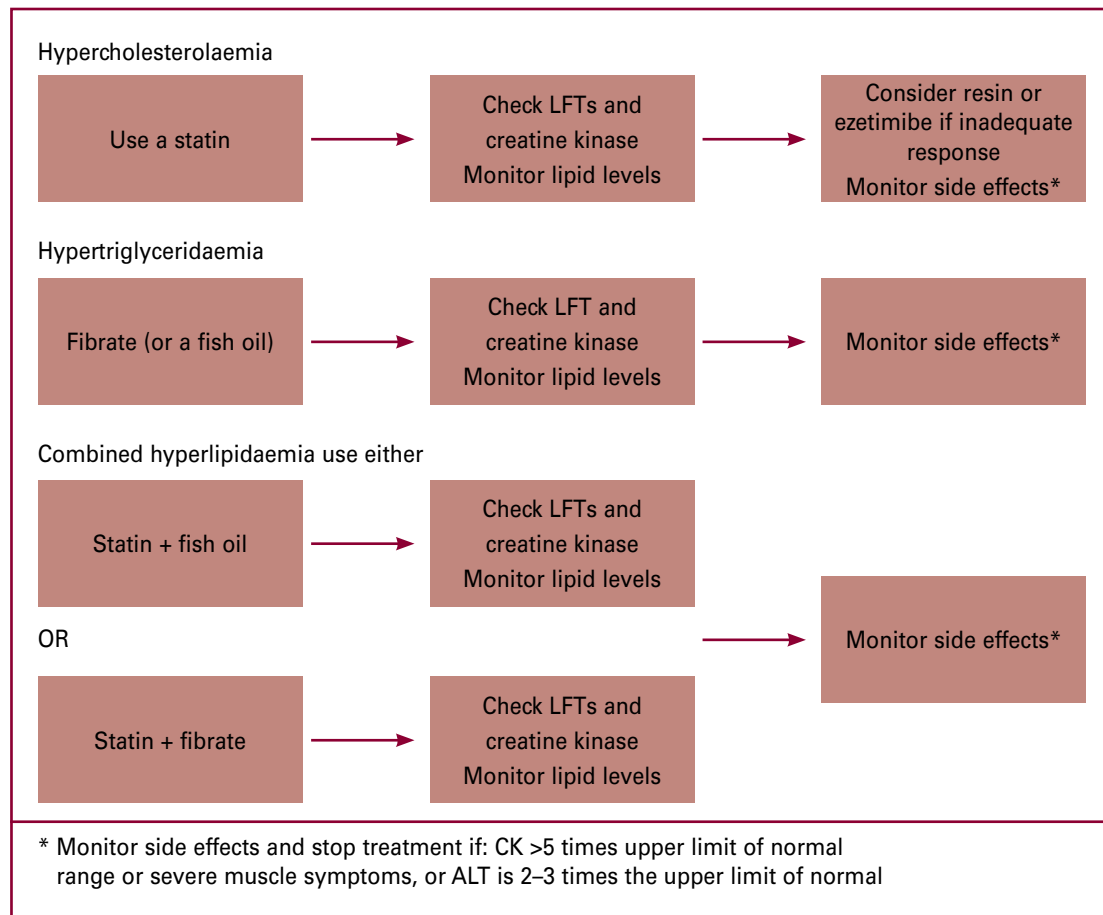 Hypercholesterolaemia
Use a statin
Check LFTs and
creatine kinase
Monitor lipid levels
Consider resin or
ezetimibe if inadequate
response
Monitor side effects*
Hypertriglyceridaemia
Fibrate (or a fish oil)
Check LFT and
creatine kinase
Monitor lipid levels
Monitor side effects*
Combined hyperlipidaemia use either
Statin + fish oil
Check LFTs and
creatine kinase
Monitor lipid levels
OR
Statin + fibrate
Check LFTs and
creatine kinase
Monitor lipid levels
Monitor side effects*
* Monitor side effects and stop treatment if: CK >5 times upper limit of normal
range or severe muscle symptoms, or ALT is 2–3 times the upper limit of normal